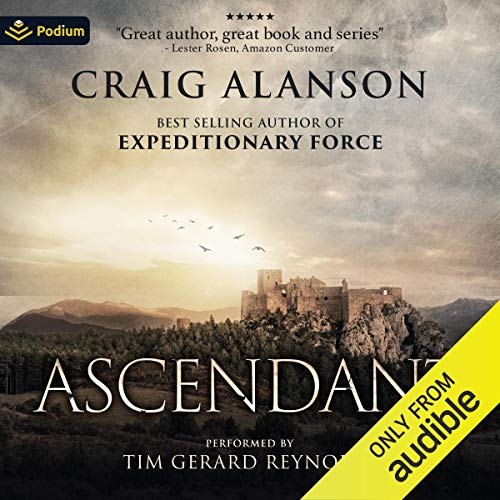 Podium
"Great author, great book and series"
- Lester Rosen, Amazon Customer
CRAIG ALANSON
BEST SELLING AUTHOR OF
EXPEDITIONARY FORCE
ASCENDANT
PERFORMED BY
TIM GERARD REYNO
ONLY FROM
audible